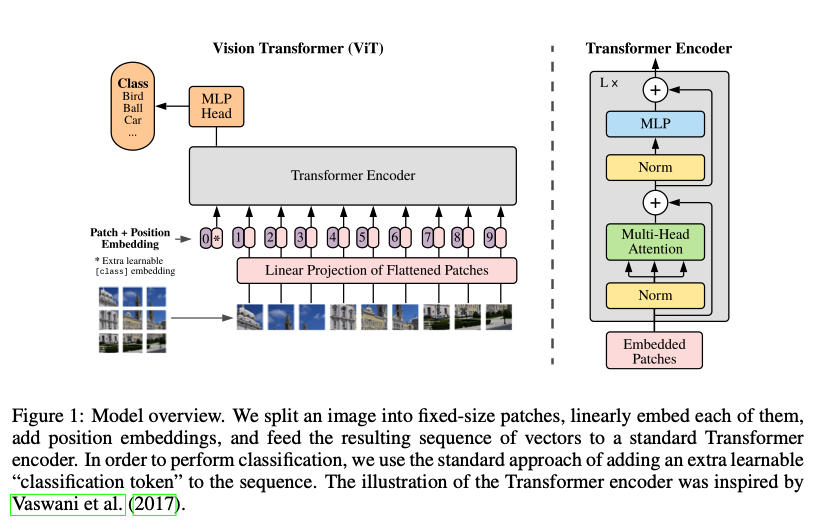 Vision Transformer (ViT)
Class
Bird
Ball
Car
...
MLP
Head
Transformer Encoder
Patch + Position
Embedding
* Extra learnable
[class] embedding
0 * 1 2 3 4 5 6 7 8 9
Linear Projection of Flattened Patches
Transformer Encoder
L ×
+
MLP
Norm
+
Multi-Head
Attention
Norm
Embedded
Patches
Figure 1: Model overview. We split an image into fixed-size patches, linearly embed each of them,
add position embeddings, and feed the resulting sequence of vectors to a standard Transformer
encoder. In order to perform classification, we use the standard approach of adding an extra learnable
“classification token” to the sequence. The illustration of the Transformer encoder was inspired by
Vaswani et al. (2017).